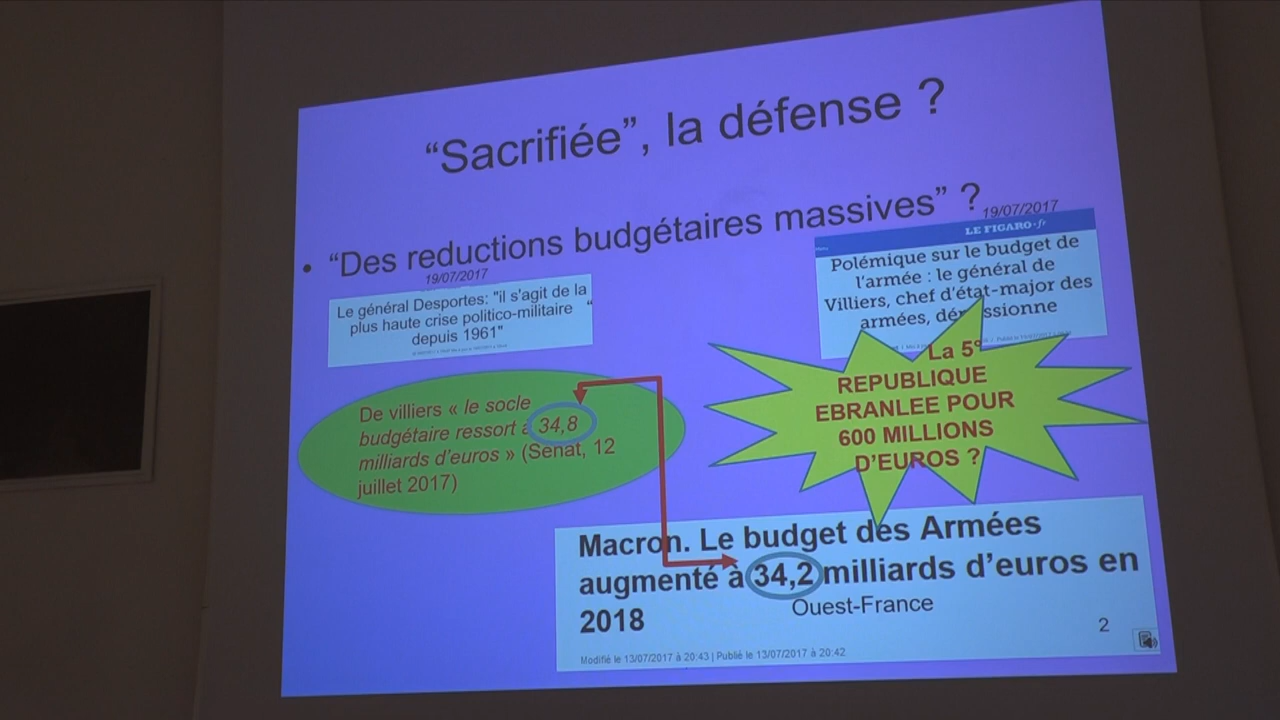 “Sacrifiée”, la défense ?
• “Des reductions budgétaires massives” ?
19/07/2017
Le général Desportes: "il s'agit de la
plus haute crise politico-militaire “
depuis 1961"
19/07/2017
LE FIGARO·fr
Polémique sur le budget de
l'armée : le général de
Villiers, chef d'état-major des
armées, dé ssionne
De villiers « le socle
budgétaire ressort à 34,8
milliards d'euros » (Senat, 12
juillet 2017)
La 5°
REPUBLIQUE
EBRANLEE POUR
600 MILLIONS
D'EUROS ?
Macron. Le budget des Armées
augmenté à 34,2 milliards d'euros en
2018
Ouest-France
Modifié le 13/07/2017 à 20:43 | Publié le 13/07/2017 à 20:42
2